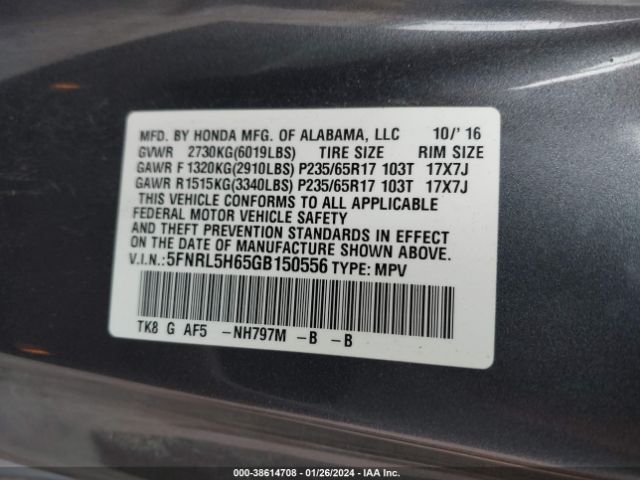 MFD. BY HONDA MFG. OF ALABAMA, LLC 10/'16
GVWR 2730KG(6019LBS) TIRE SIZE RIM SIZE
GAWR F 1320KG(2910LBS) P235/65R17 103T 17X7J
GAWR R1515KG(3340LBS) P235/65R17 103T 17X7J
THIS VEHICLE CONFORMS TO ALL APPLICABLE
FEDERAL MOTOR VEHICLE SAFETY
AND THEFT PREVENTION STANDARDS IN EFFECT
ON THE DATE OF MANUFACTURE SHOWN ABOVE.
V.I.N.:5FNRL5H65GB150556 TYPE: MPV
TK8 G AF5 -NH797M -B -B
000-38614708 - 01/26/2024 - IAA Inc.